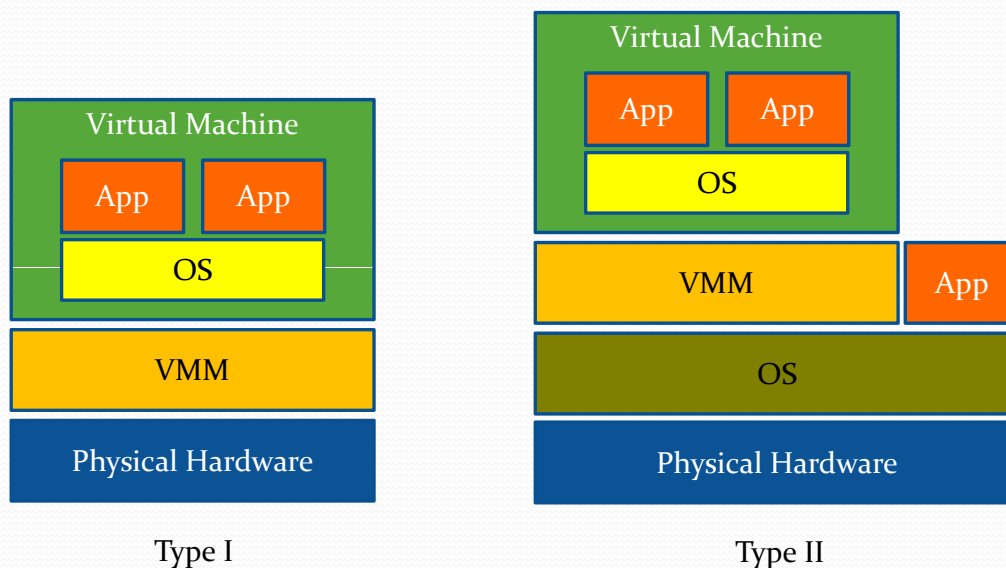 Virtual Machine
App App
OS
VMM
Physical Hardware
Type I
Virtual Machine
App App
OS
VMM App
OS
Physical Hardware
Type II